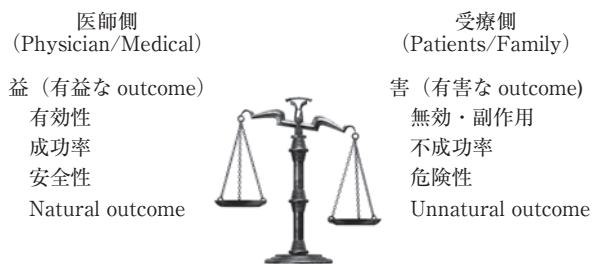 医師側
（Physician/Medical）
益（有益な outcome）
有効性
成功率
安全性
Natural outcome
受療側
（Patients/Family）
害（有害な outcome)
無効・副作用
不成功率
危険性
Unnatural outcome